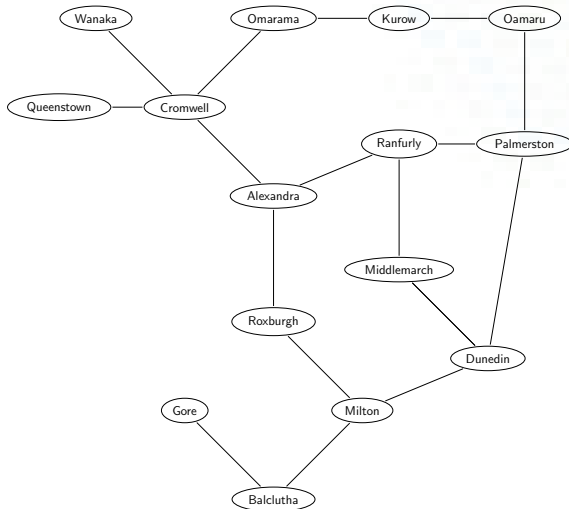 Wanaka
Omarama
Kurow
Oamaru
Queenstown
Cromwell
Ranfurly
Palmerston
Alexandra
Middlemarch
Roxburgh
Dunedin
Gore
Milton
Balclutha